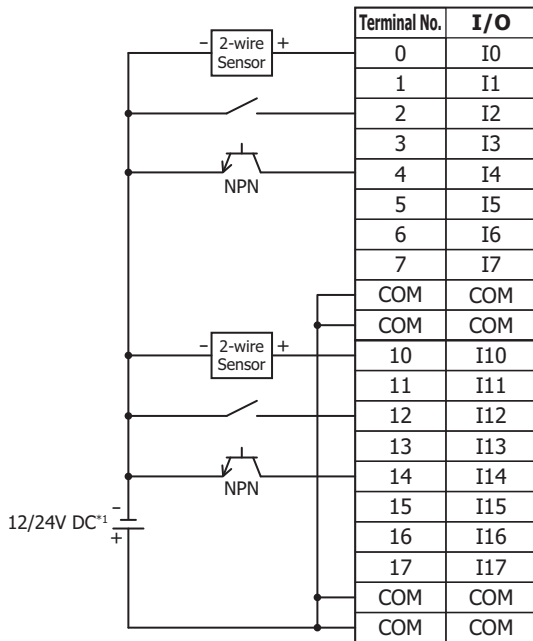 Terminal No. I/O
– 2-wire Sensor + 0 I0
1 I1
2 I2
3 I3
NPN 4 I4
5 I5
6 I6
7 I7
COM COM
COM COM
– 2-wire Sensor + 10 I10
11 I11
12 I12
13 I13
NPN 14 I14
15 I15
– 12/24V DC*1 + 16 I16
17 I17
COM COM
COM COM